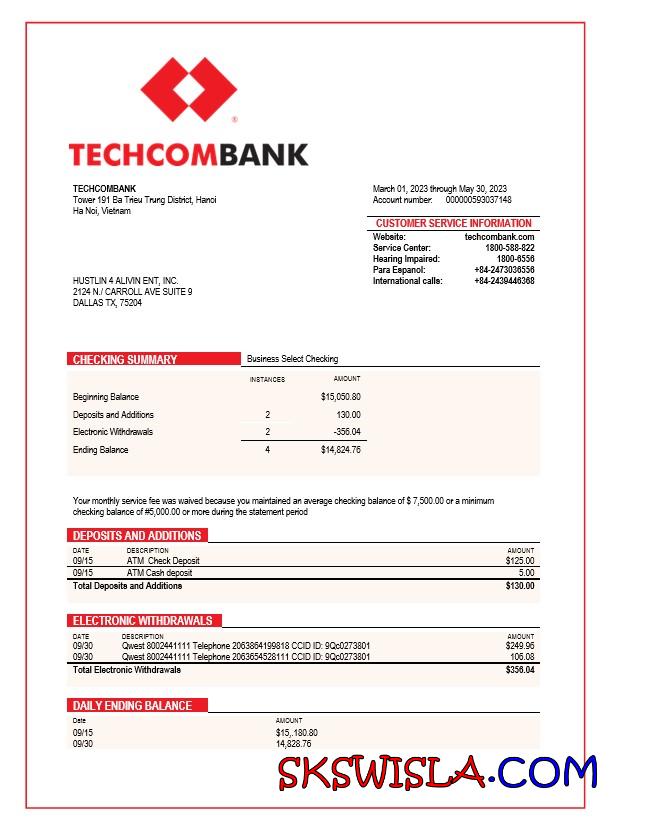 TECHCOMBANK
TECHCOMBANK
Tower 191 Ba Trieu Trung District, Hanoi
Ha Noi, Vietnam
March 01, 2023 through May 30, 2023
Account number: 000000593037148
CUSTOMER SERVICE INFORMATION
Website: techcombank.com
Service Center: 1800-588-822
Hearing Impaired: 1800-6556
Para Espanol: +84-2473036556
International calls: +84-2439446368
HUSTLIN 4 ALIVIN ENT, INC.
2124 N./ CARROLL AVE SUITE 9
DALLAS TX, 75204
CHECKING SUMMARY Business Select Checking
INSTANCES AMOUNT
Beginning Balance $15,050.80
Deposits and Additions 2 130.00
Electronic Withdrawals 2 -356.04
Ending Balance 4 $14,824.76
Your monthly service fee was waived because you maintained an average checking balance of $ 7,500.00 or a minimum
checking balance of #5,000.00 or more during the statement period
DEPOSITS AND ADDITIONS
DATE DESCRIPTION AMOUNT
09/15 ATM Check Deposit $125.00
09/15 ATM Cash deposit 5.00
Total Deposits and Additions $130.00
ELECTRONIC WITHDRAWALS
DATE DESCRIPTION AMOUNT
09/30 Qwest 8002441111 Telephone 2063864199818 CCID ID: 9Qc0273801 $249.96
09/30 Qwest 8002441111 Telephone 2063654528111 CCID ID: 9Qc0273801 106.08
Total Electronic Withdrawals $356.04
DAILY ENDING BALANCE
Date AMOUNT
09/15 $15,.180.80
09/30 14,828.76
SKSWISLA.COM